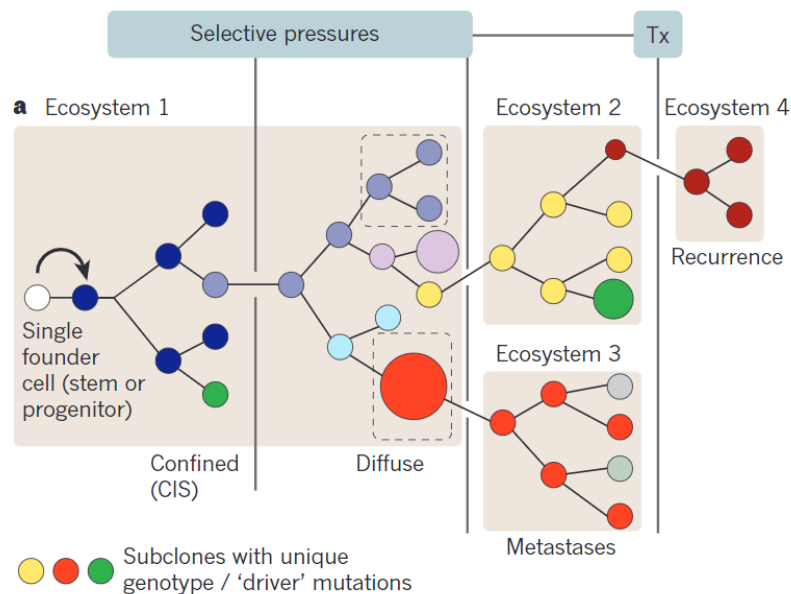 Selective pressures
Tx
a Ecosystem 1
Ecosystem 2
Ecosystem 4
Single
founder
cell (stem or
progenitor)
Recurrence
Ecosystem 3
Confined
(CIS)
Diffuse
Metastases
Subclones with unique
genotype / ‘driver’ mutations